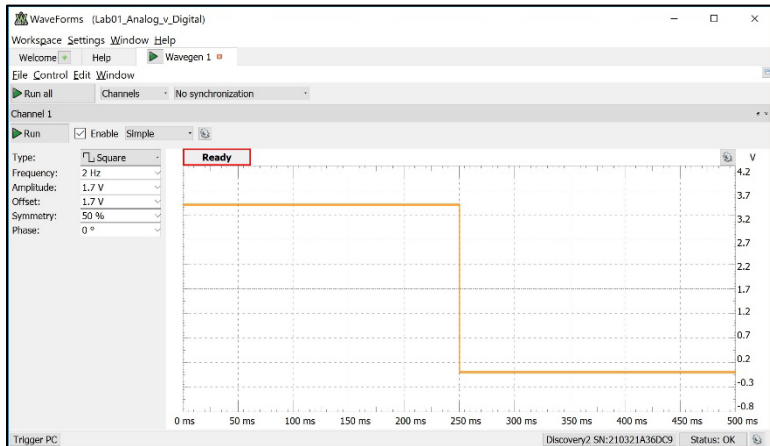 WaveForms (Lab01_Analog_v_Digital)
Workspace Settings Window Help
Welcome Help Wavegen 1
File Control Edit Window
Run all Channels No synchronization
Channel 1
Run Enable Simple
Type: Square
Frequency: 2 Hz
Amplitude: 1.7 V
Offset: 1.7 V
Symmetry: 50 %
Phase: 0 °
Ready
V
4.2
3.7
3.2
2.7
2.2
1.7
1.2
0.7
0.2
-0.3
-0.8
0 ms 50 ms 100 ms 150 ms 200 ms 250 ms 300 ms 350 ms 400 ms 450 ms 500 ms
Trigger PC Discovery2 SN:210321A36DC9 Status: OK